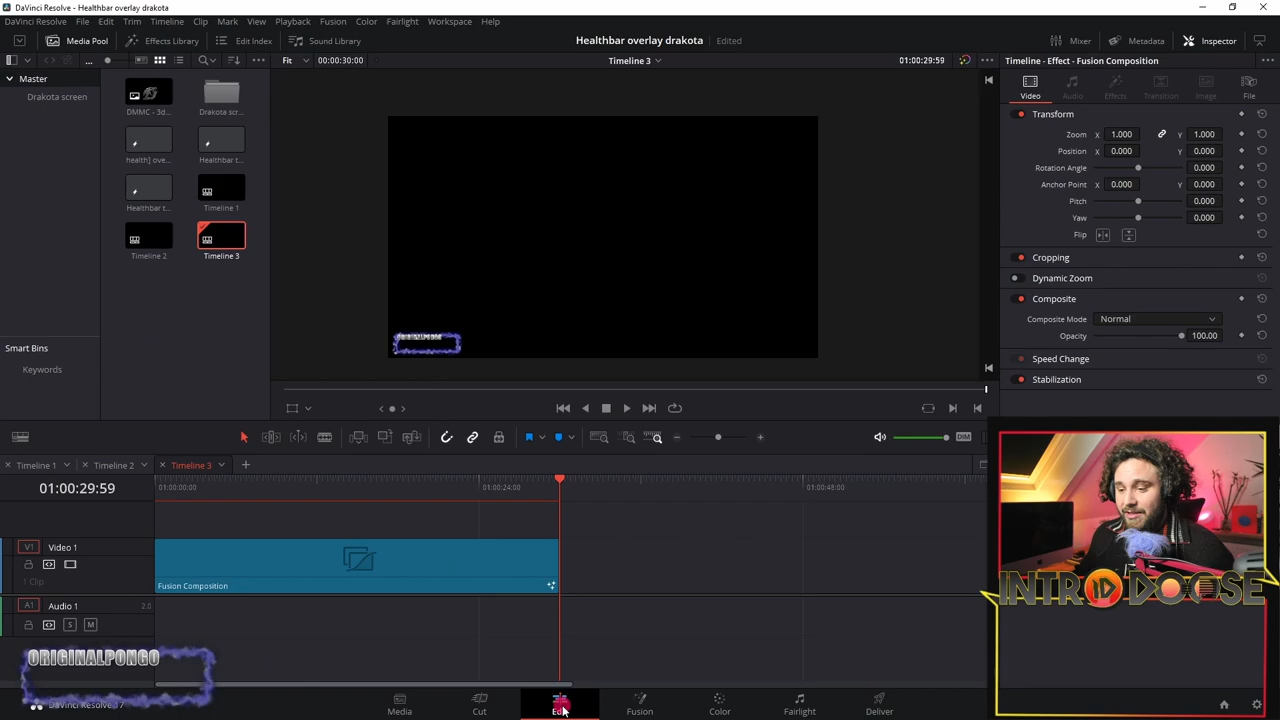 DaVinci Resolve - Healthbar overlay drakota
DaVinci Resolve File Edit Trim Timeline Clip Mark View Playback Fusion Color Fairlight Workspace Help
Media Pool Effects Library Edit Index Sound Library Healthbar overlay drakota Edited Mixer Metadata Inspector
... Fit 00:00:30:00 Timeline 3 01:00:29:59 Timeline - Effect - Fusion Composition
Master
Drakota screen
DMMC - 3d... Drakota scr...
health] ove... Healthbar t...
Healthbar t... Timeline 1
Timeline 2 Timeline 3
Smart Bins
Keywords
ORIGINALPONGO
Video Audio Effects Transition Image File
Transform
Zoom X 1.000 Y 1.000
Position X 0.000 Y 0.000
Rotation Angle 0.000
Anchor Point X 0.000 Y 0.000
Pitch 0.000
Yaw 0.000
Flip
Cropping
Dynamic Zoom
Composite
Composite Mode Normal
Opacity 100.00
Speed Change
Stabilization
DIM
Timeline 1 Timeline 2 Timeline 3
01:00:29:59 01:00:00:00 01:00:24:00 01:00:48:00
V1 Video 1
1 Clip
Fusion Composition
A1 Audio 1 2.0
S M
ORIGINALPONGO
DaVinci Resolve 17
Media Cut Edit Fusion Color Fairlight Deliver
INTRO DOOSE